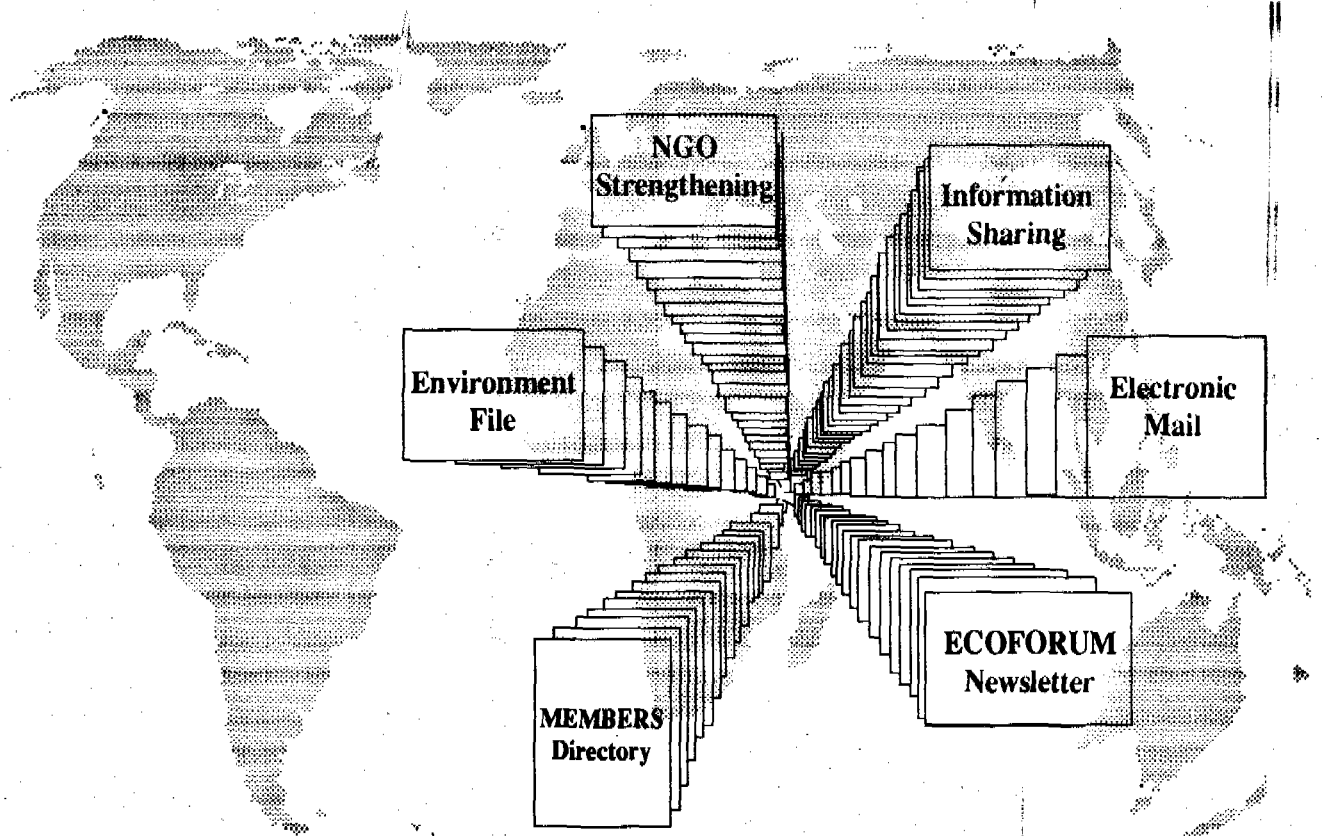 NGO
Strengthening
Information
Sharing
Environment
File
Electronic
Mail
ECOFORUM
Newsletter
MEMBERS
Directory